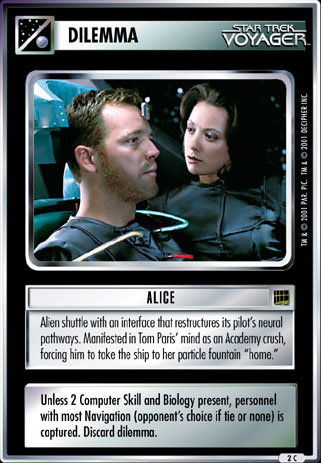 DILEMMA
STAR TREK
VOYAGER™
TM & © 2001 PAR. PIC. TM & © 2001 DECIPHER INC.
ALICE
Alien shuttle with an interface that restructures its pilot's neural
pathways. Manifested in Tom Paris' mind as an Academy crush,
forcing him to take the ship to her particle fountain "home."
Unless 2 Computer Skill and Biology present, personnel
with most Navigation (opponent's choice if tie or none) is
captured. Discard dilemma.
2 C